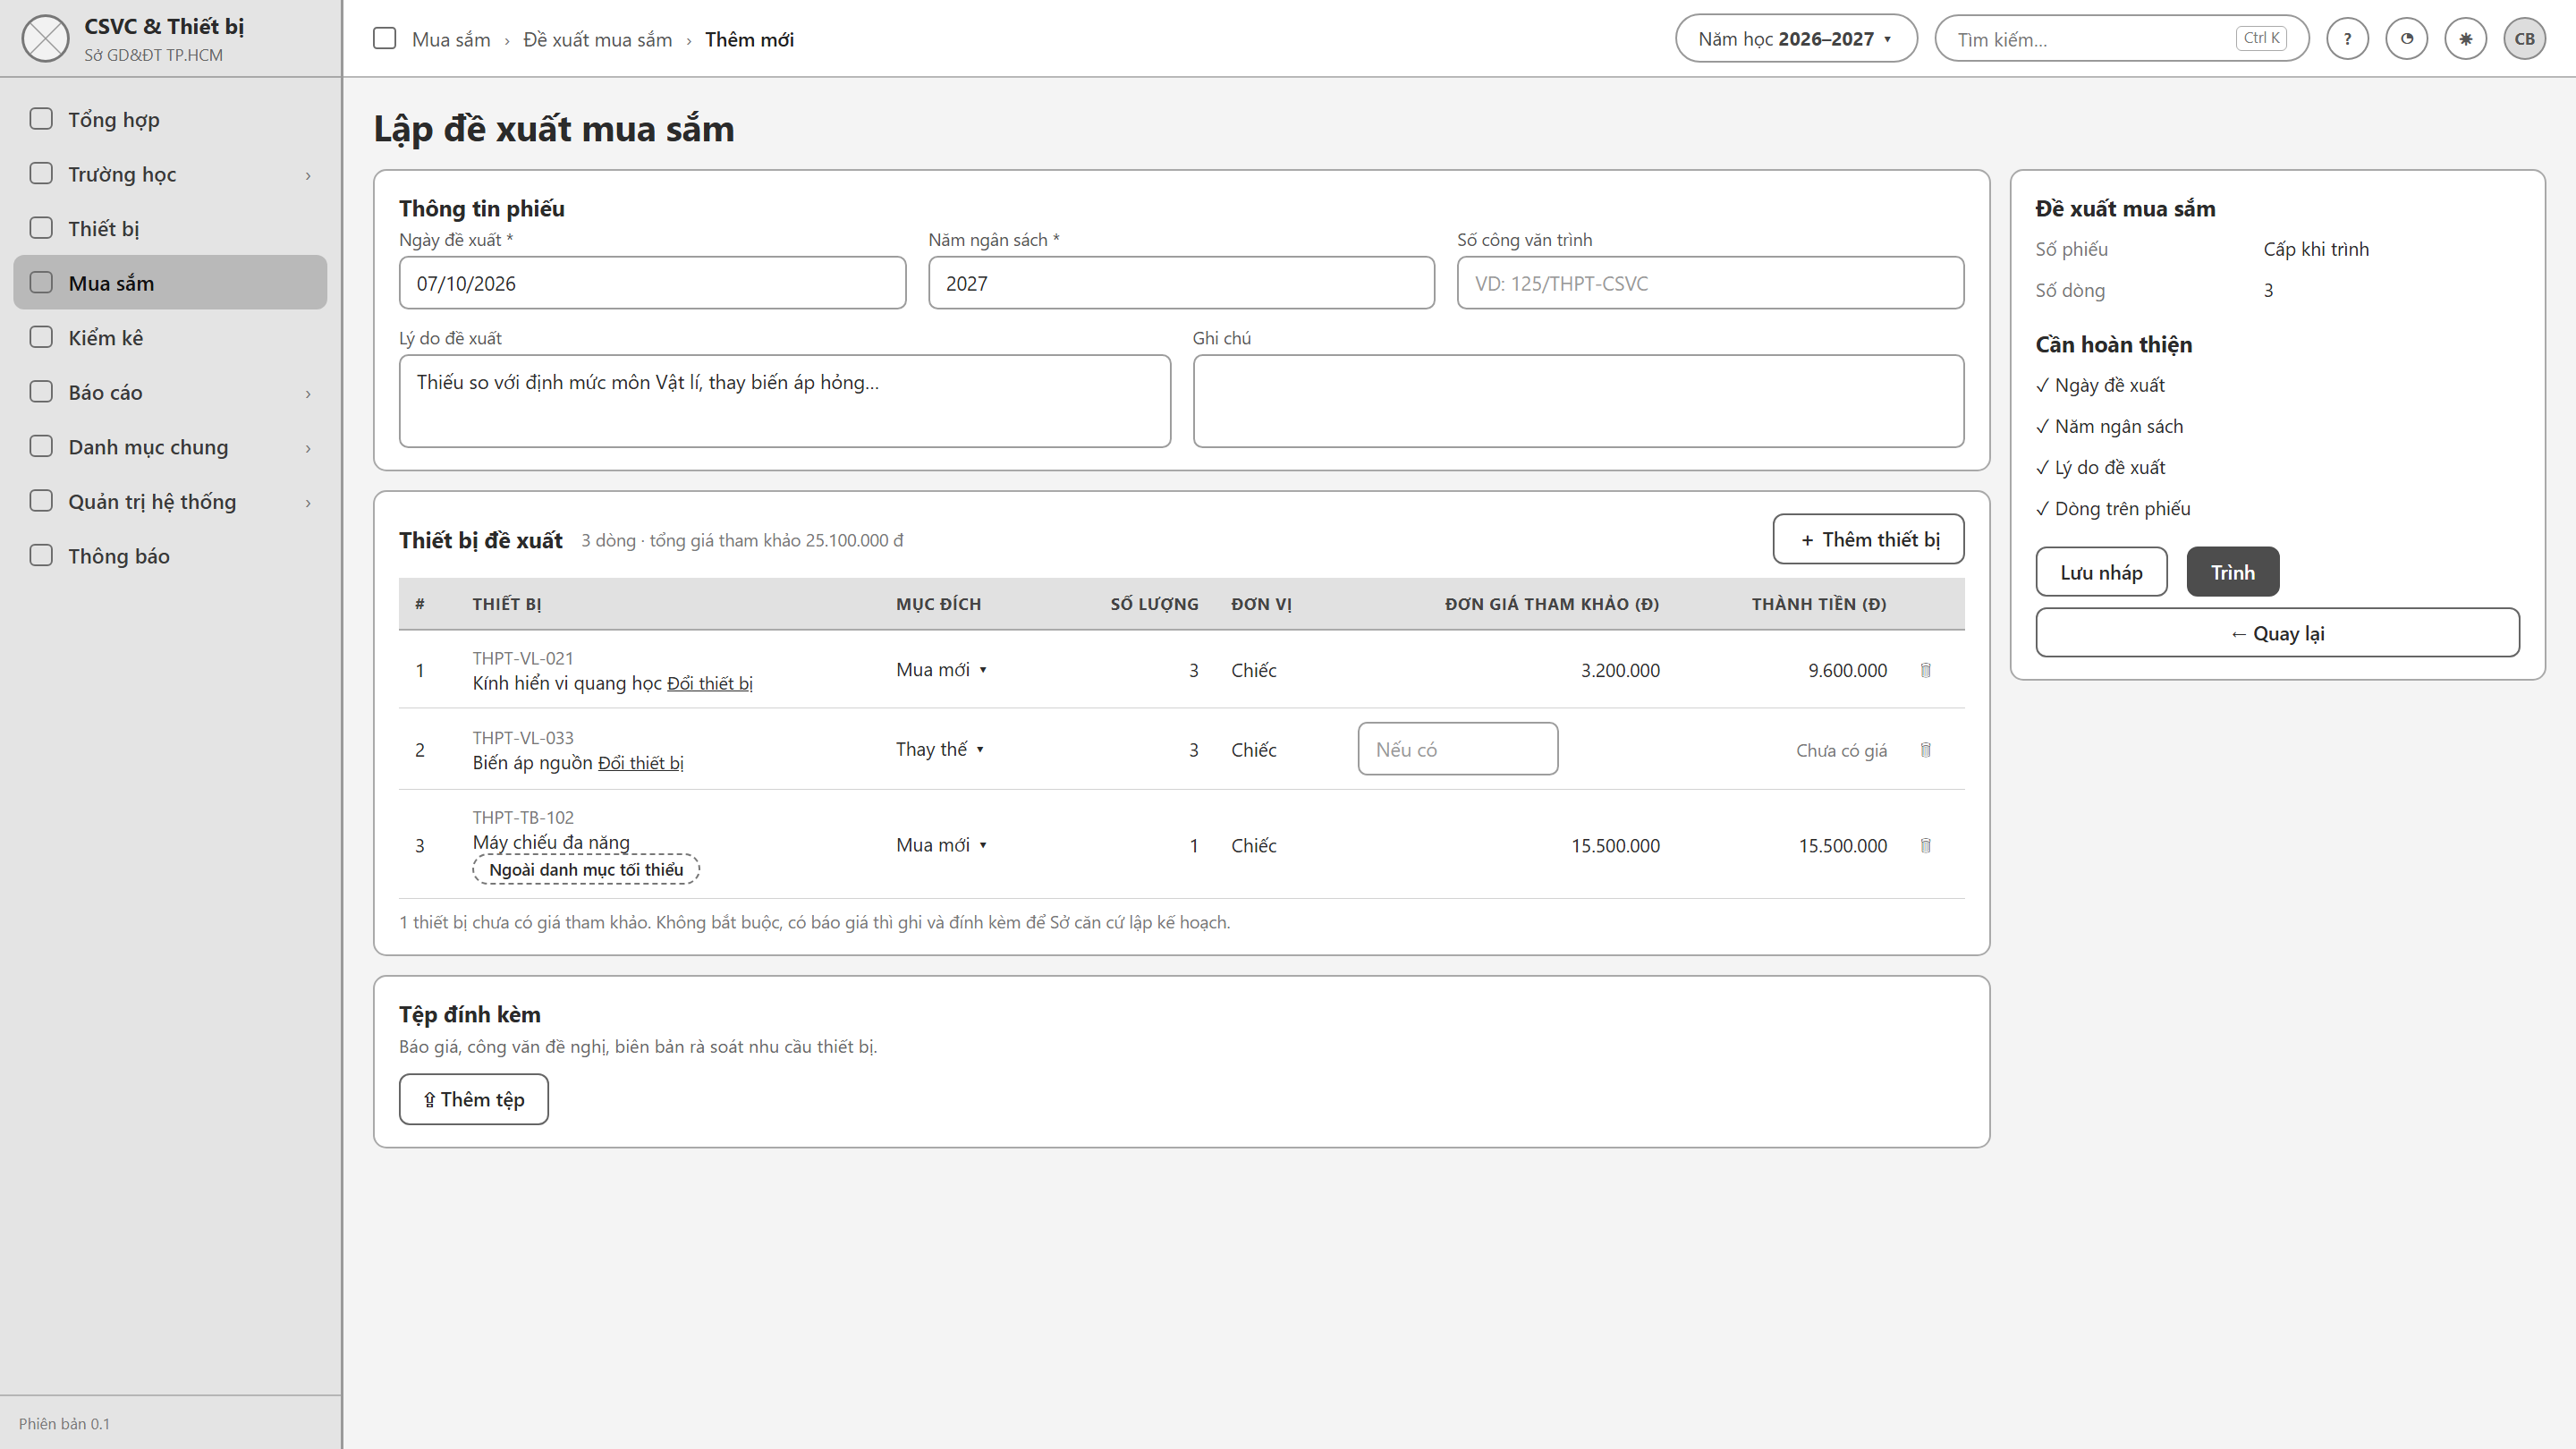 CSVC & Thiết bị
Sở GD&ĐT TP.HCM
Mua sắm › Đề xuất mua sắm › Thêm mới
Năm học 2026–2027 ▾
Tìm kiếm... Ctrl K
?
CB
Tổng hợp
Trường học ›
Thiết bị
Mua sắm
Kiểm kê
Báo cáo ›
Danh mục chung ›
Quản trị hệ thống ›
Thông báo
Phiên bản 0.1
Lập đề xuất mua sắm
Thông tin phiếu
Ngày đề xuất * Năm ngân sách * Số công văn trình
07/10/2026 2027 VD: 125/THPT-CSVC
Lý do đề xuất Ghi chú
Thiếu so với định mức môn Vật lí, thay biến áp hỏng...
Thiết bị đề xuất 3 dòng · tổng giá tham khảo 25.100.000 đ + Thêm thiết bị
# THIẾT BỊ MỤC ĐÍCH SỐ LƯỢNG ĐƠN VỊ ĐƠN GIÁ THAM KHẢO (Đ) THÀNH TIỀN (Đ)
THPT-VL-021
1 Kính hiển vi quang học Đổi thiết bị Mua mới ▾ 3 Chiếc 3.200.000 9.600.000
THPT-VL-033
2 Biến áp nguồn Đổi thiết bị Thay thế ▾ 3 Chiếc Nếu có Chưa có giá
THPT-TB-102
3 Máy chiếu đa năng Mua mới ▾ 1 Chiếc 15.500.000 15.500.000
Ngoài danh mục tối thiểu
1 thiết bị chưa có giá tham khảo. Không bắt buộc, có báo giá thì ghi và đính kèm để Sở căn cứ lập kế hoạch.
Tệp đính kèm
Báo giá, công văn đề nghị, biên bản rà soát nhu cầu thiết bị.
⇪ Thêm tệp
Đề xuất mua sắm
Số phiếu Cấp khi trình
Số dòng 3
Cần hoàn thiện
✓ Ngày đề xuất
✓ Năm ngân sách
✓ Lý do đề xuất
✓ Dòng trên phiếu
Lưu nháp Trình
← Quay lại